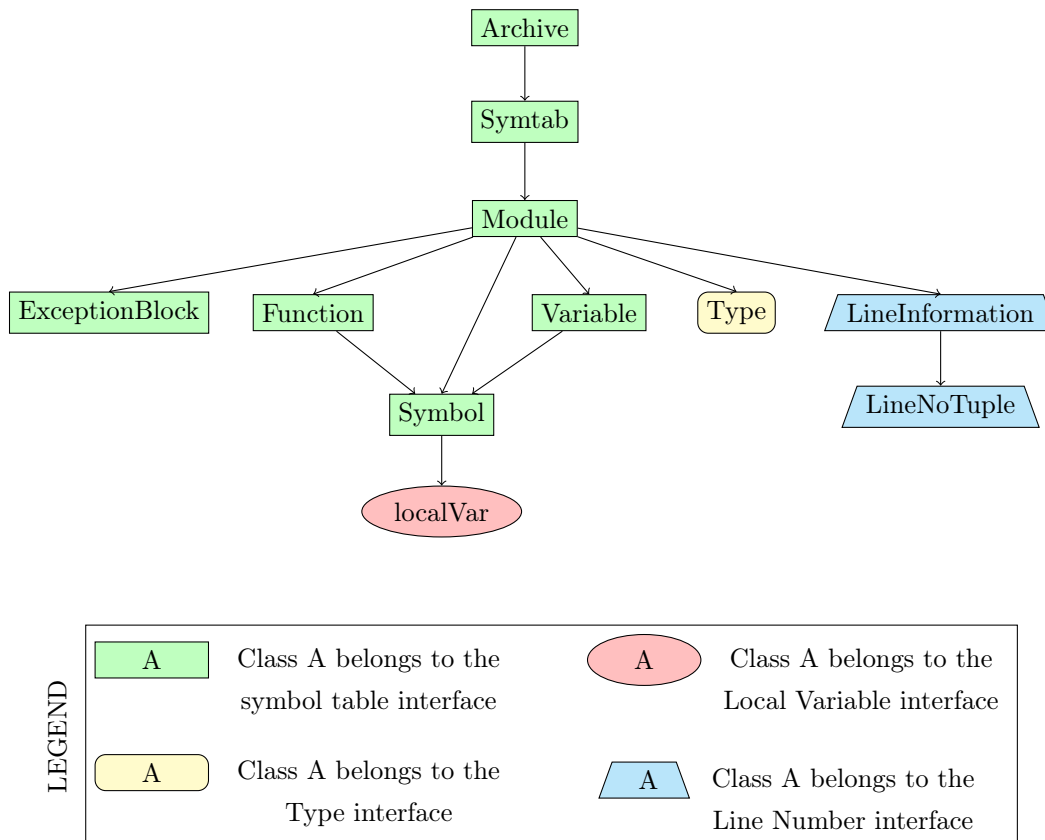 Archive
Symtab
Module
ExceptionBlock
Function
Variable
Type
LineInformation
Symbol
LineNoTuple
localVar
LEGEND
A
Class A belongs to the
symbol table interface
A
Class A belongs to the
Local Variable interface
A
Class A belongs to the
Type interface
A
Class A belongs to the
Line Number interface